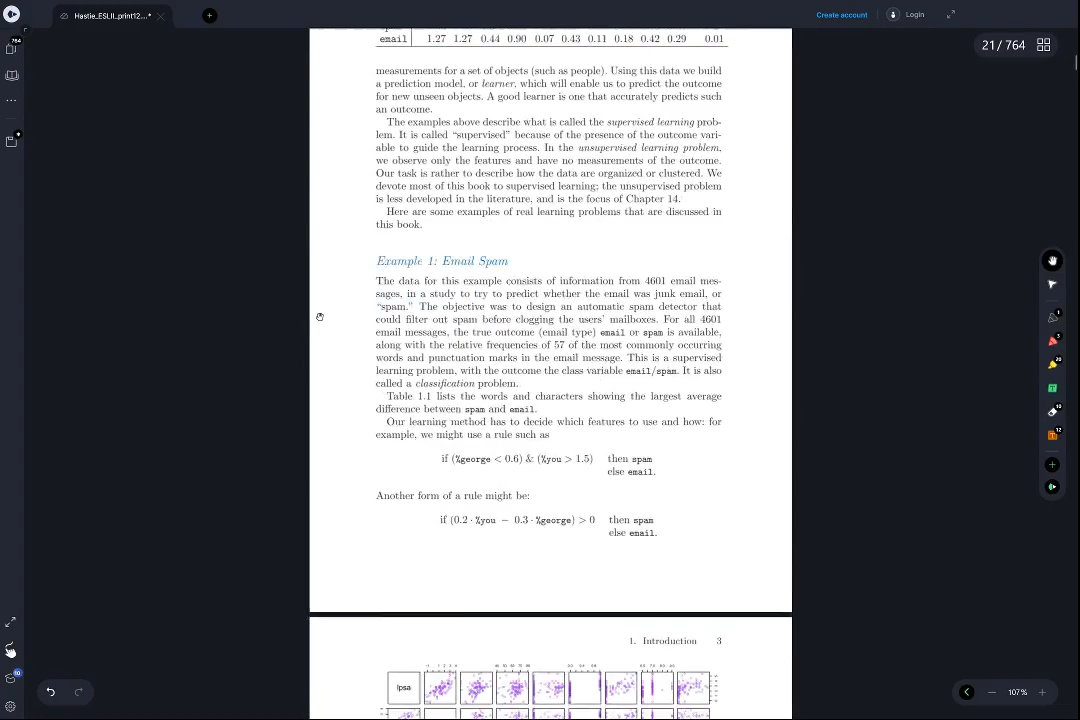 Hastie_ESLII_print12....*
Create account
Login
764
21 / 764
email 1.27 1.27 0.44 0.90 0.07 0.43 0.11 0.18 0.42 0.29 0.01
measurements for a set of objects (such as people). Using this data we build
a prediction model, or learner, which will enable us to predict the outcome
for new unseen objects. A good learner is one that accurately predicts such
an outcome.
The examples above describe what is called the supervised learning prob-
lem. It is called “supervised” because of the presence of the outcome vari-
able to guide the learning process. In the unsupervised learning problem,
we observe only the features and have no measurements of the outcome.
Our task is rather to describe how the data are organized or clustered. We
devote most of this book to supervised learning; the unsupervised problem
is less developed in the literature, and is the focus of Chapter 14.
Here are some examples of real learning problems that are discussed in
this book.
Example 1: Email Spam
The data for this example consists of information from 4601 email mes-
sages, in a study to try to predict whether the email was junk email, or
“spam.” The objective was to design an automatic spam detector that
could filter out spam before clogging the users’ mailboxes. For all 4601
email messages, the true outcome (email type) email or spam is available,
along with the relative frequencies of 57 of the most commonly occurring
words and punctuation marks in the email message. This is a supervised
learning problem, with the outcome the class variable email/spam. It is also
called a classification problem.
Table 1.1 lists the words and characters showing the largest average
difference between spam and email.
Our learning method has to decide which features to use and how: for
example, we might use a rule such as
if (%george < 0.6) & (%you > 1.5) then spam
else email.
Another form of a rule might be:
if (0.2 · %you − 0.3 · %george) > 0 then spam
else email.
1. Introduction 3
lpsa
107%